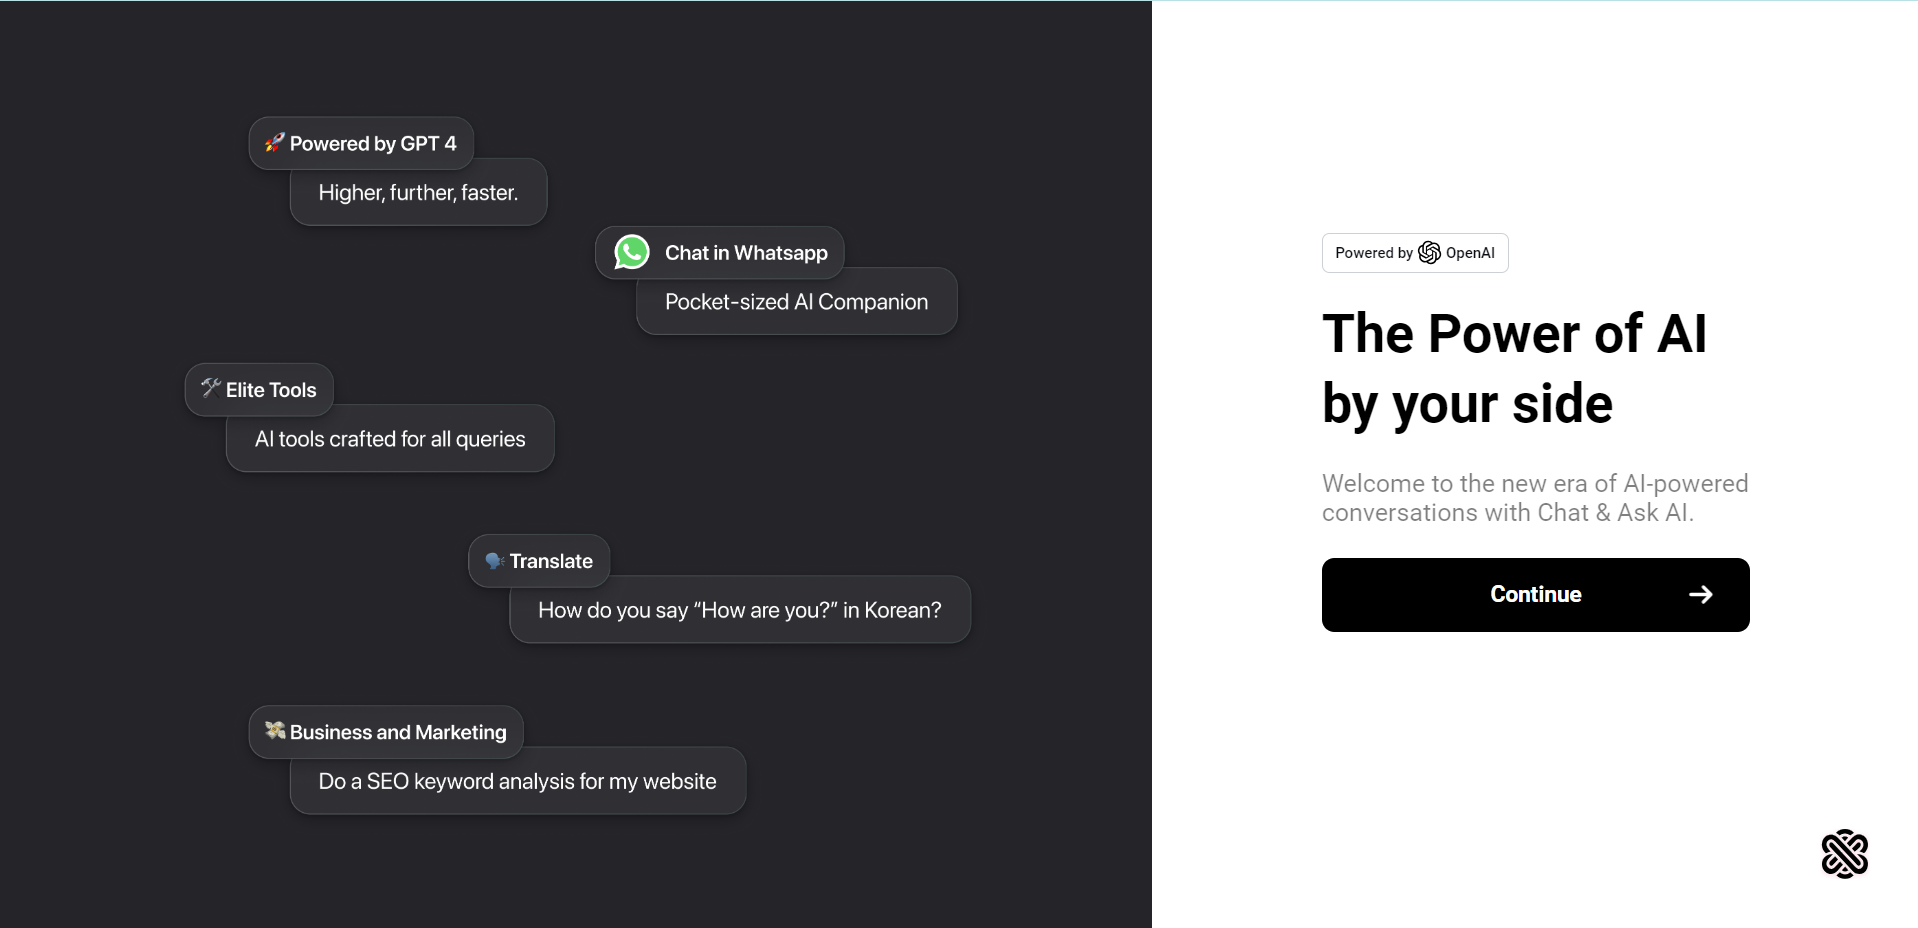 Powered by GPT 4
Higher, further, faster.
Chat in Whatsapp
Pocket-sized AI Companion
Elite Tools
AI tools crafted for all queries
Translate
How do you say “How are you?” in Korean?
Business and Marketing
Do a SEO keyword analysis for my website
Powered by OpenAI
The Power of AI
by your side
Welcome to the new era of AI-powered
conversations with Chat & Ask AI.
Continue